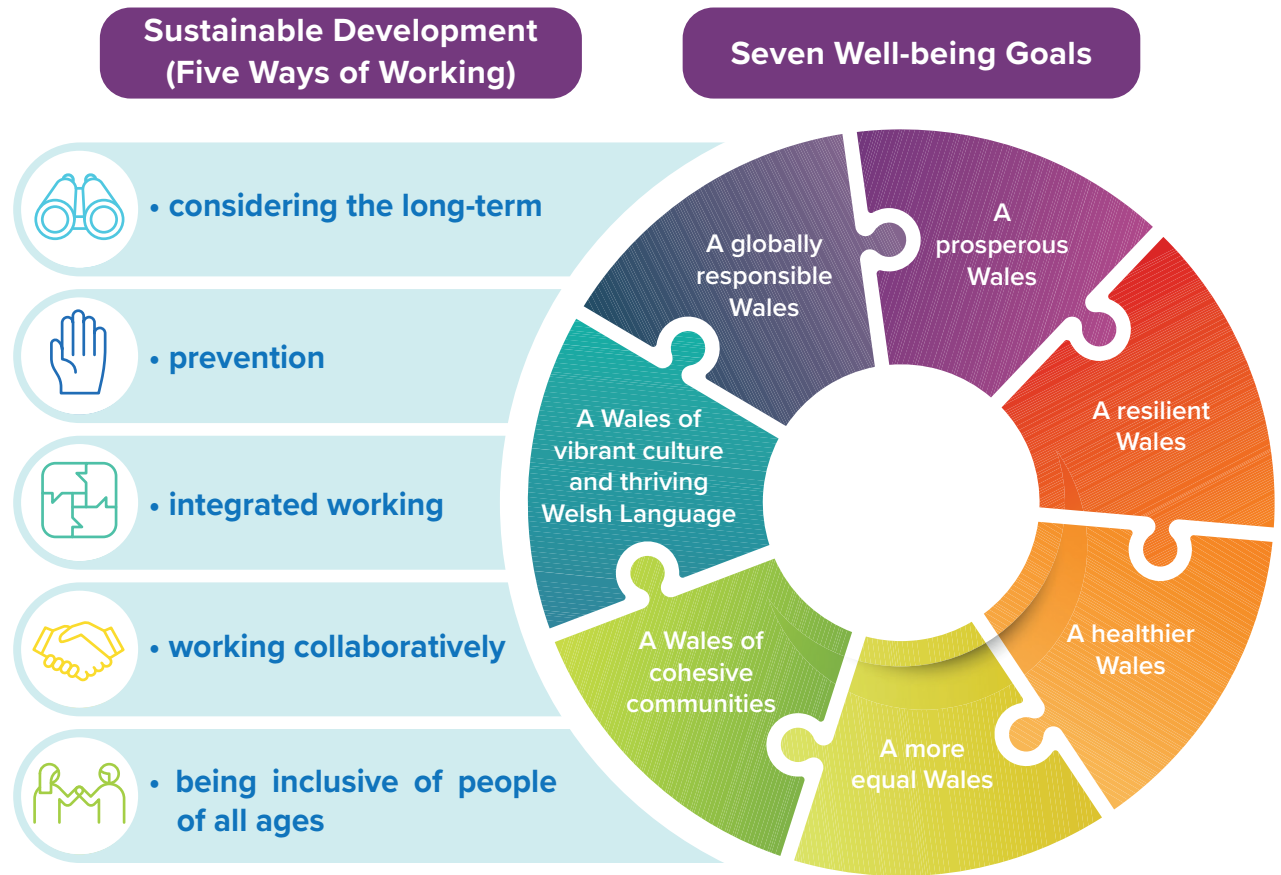 Sustainable Development
(Five Ways of Working)
Seven Well-being Goals
• considering the long-term
• prevention
• integrated working
• working collaboratively
• being inclusive of people
of all ages
A
prosperous
Wales
A resilient
Wales
A healthier
Wales
A more
equal Wales
A Wales of
cohesive
communities
A Wales of
vibrant culture
and thriving
Welsh Language
A globally
responsible
Wales